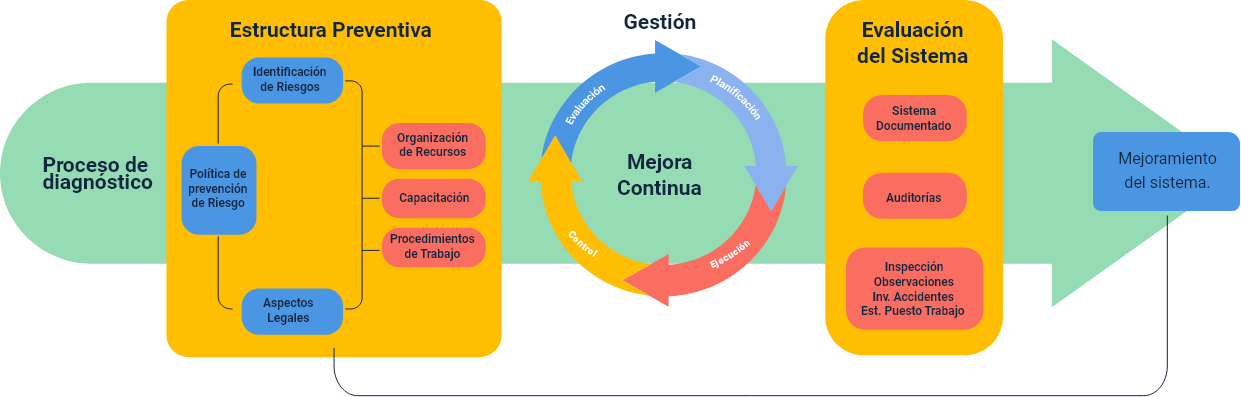 Proceso de
diagnóstico
Estructura Preventiva
Identificación
de Riesgos
Política de
prevención
de Riesgo
Aspectos
Legales
Organización
de Recursos
Capacitación
Procedimientos
de Trabajo
Gestión
Evaluación
Planificación
Ejecución
Control
Mejora
Continua
Evaluación
del Sistema
Sistema
Documentado
Auditorías
Inspección
Observaciones
Inv. Accidentes
Est. Puesto Trabajo
Mejoramiento
del sistema.